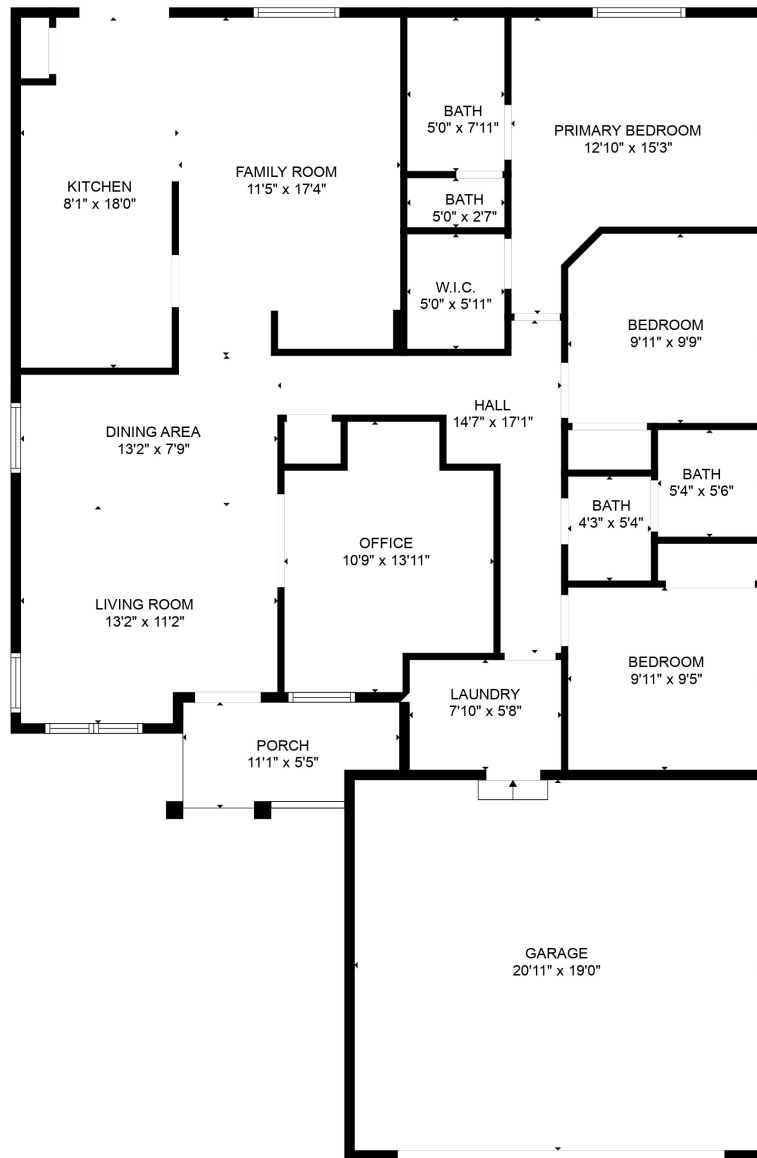 BATH
5'0" x 7'11"
PRIMARY BEDROOM
12'10" x 15'3"
FAMILY ROOM
11'5" x 17'4"
KITCHEN
8'1" x 18'0"
BATH
5'0" x 2'7"
W.I.C.
5'0" x 5'11"
BEDROOM
9'11" x 9'9"
HALL
14'7" x 17'1"
DINING AREA
13'2" x 7'9"
BATH
5'4" x 5'6"
BATH
4'3" x 5'4"
OFFICE
10'9" x 13'11"
LIVING ROOM
13'2" x 11'2"
BEDROOM
9'11" x 9'5"
LAUNDRY
7'10" x 5'8"
PORCH
11'1" x 5'5"
GARAGE
20'11" x 19'0"